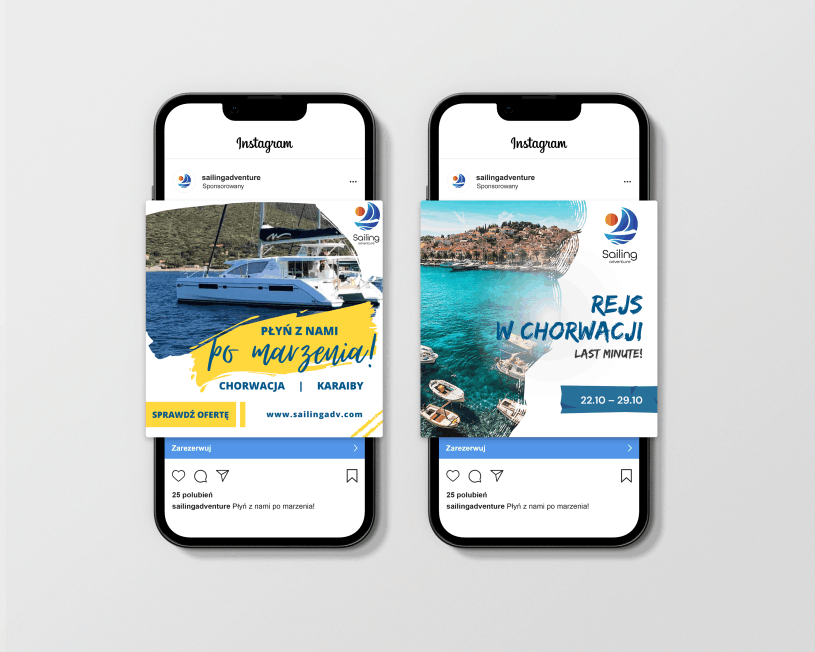 Instagram
sailingadventure
Sponsorowany
Sailing
adventure
PŁYŃ Z NAMI
po marzenia!
CHORWACJA | KARAIBY
SPRAWDŹ OFERTĘ
www.sailingadv.com
Zarezerwuj
25 polubień
sailingadventure Płyń z nami po marzenia!
Instagram
sailingadventure
Sponsorowany
Sailing
adventure
REJS
W CHORWACJI
LAST MINUTE!
22.10 – 29.10
Zarezerwuj
25 polubień
sailingadventure Płyń z nami po marzenia!